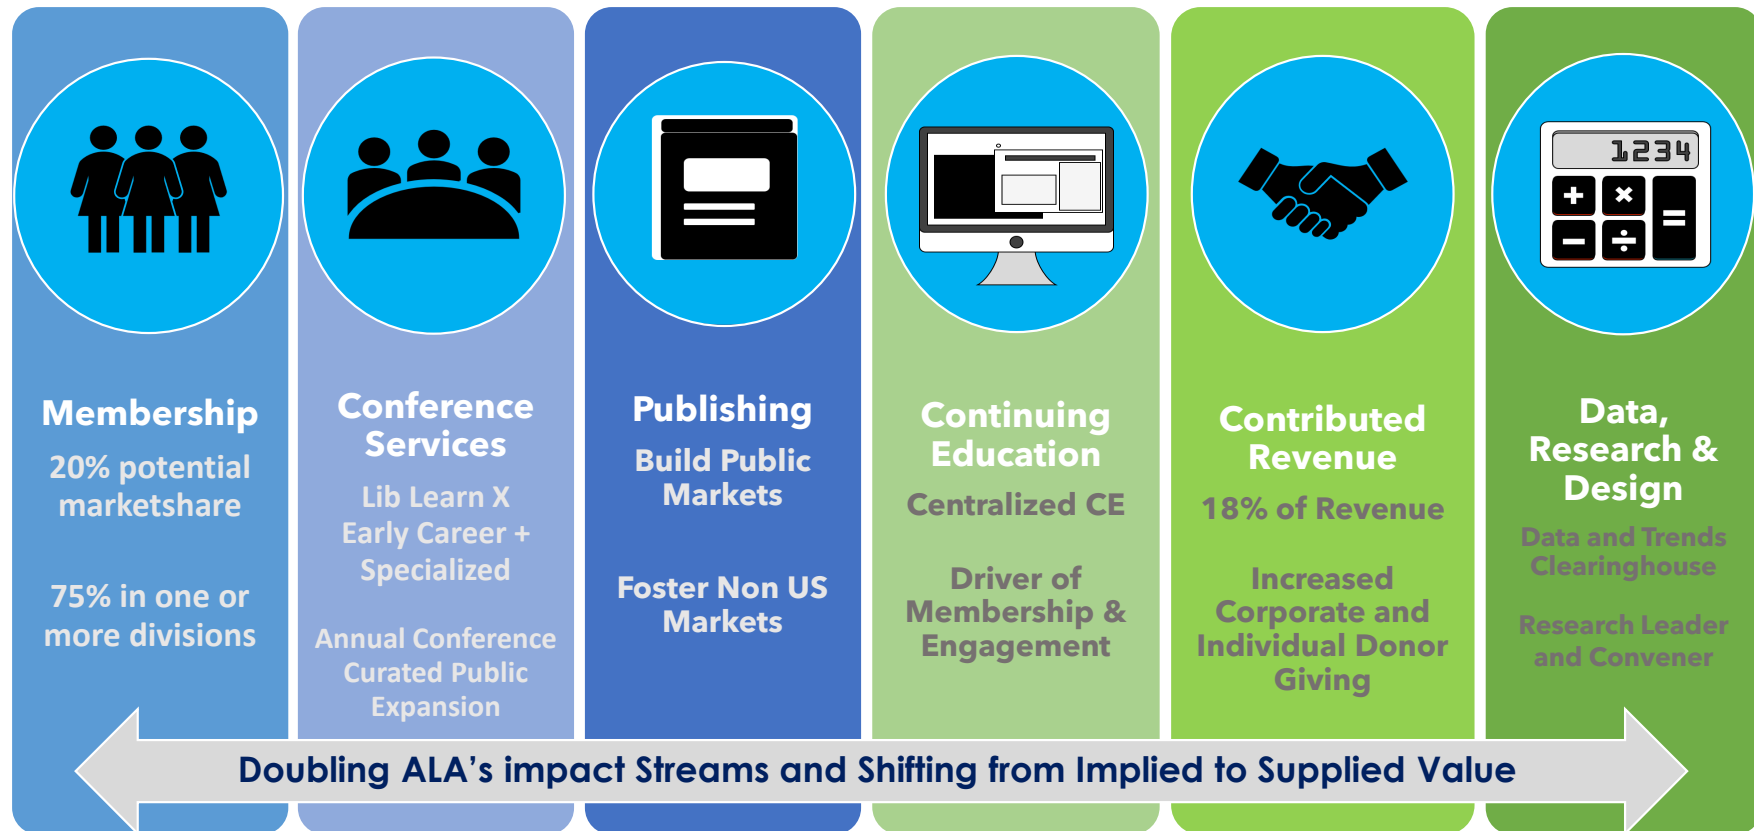 1234
Membership
20% potential
marketshare
75% in one or
more divisions
Conference
Services
Lib Learn X
Early Career +
Specialized
Annual Conference
Curated Public
Expansion
Publishing
Build Public
Markets
Foster Non US
Markets
Continuing
Education
Centralized CE
Driver of
Membership &
Engagement
Contributed
Revenue
18% of Revenue
Increased
Corporate and
Individual Donor
Giving
Data,
Research &
Design
Data and Trends
Clearinghouse
Research Leader
and Convener
Doubling ALA’s impact Streams and Shifting from Implied to Supplied Value